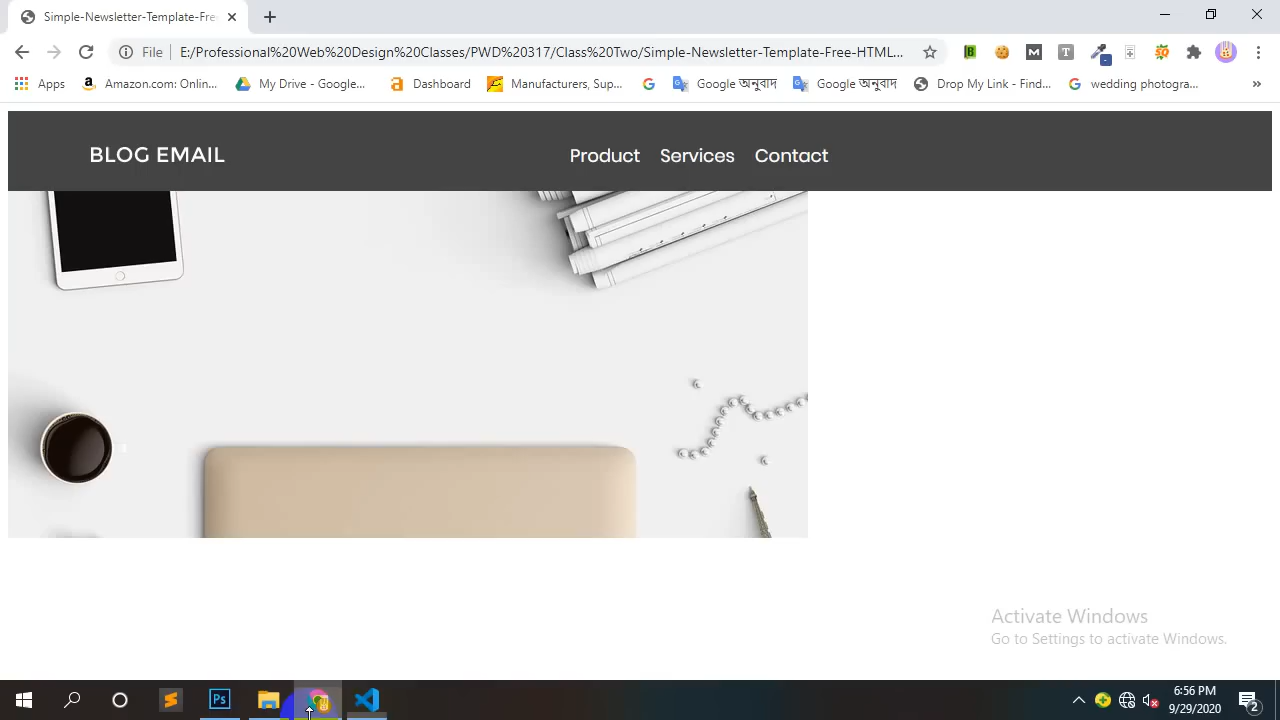 Simple-Newsletter-Template-Fre
File
E:/Professional%20Web%20Design%20Classes/PWD%20317/Class%20Two/Simple-Newsletter-Template-Free-HTML...
Apps
Amazon.com: Onlin...
My Drive - Google...
Dashboard
Manufacturers, Sup...
Google অনুবাদ
Google অনুবাদ
Drop My Link - Find...
wedding photogra...
BLOG EMAIL
Product
Services
Contact
Activate Windows
Go to Settings to activate Windows.
6:56 PM
9/29/2020
2